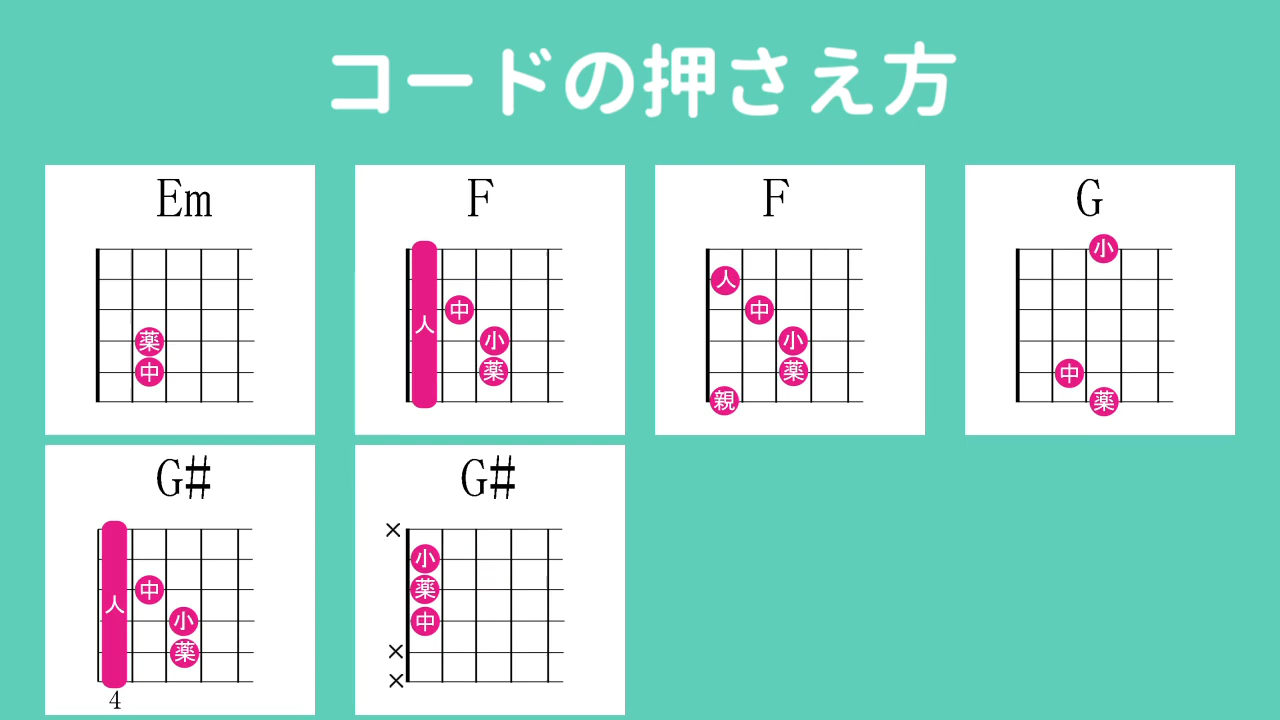 コードの押さえ方
Em
薬
中
F
人
中
小
薬
F
人
中
小
薬
親
G
小
中
薬
G#
人
中
小
薬
4
G#
×
小
薬
中
×
×